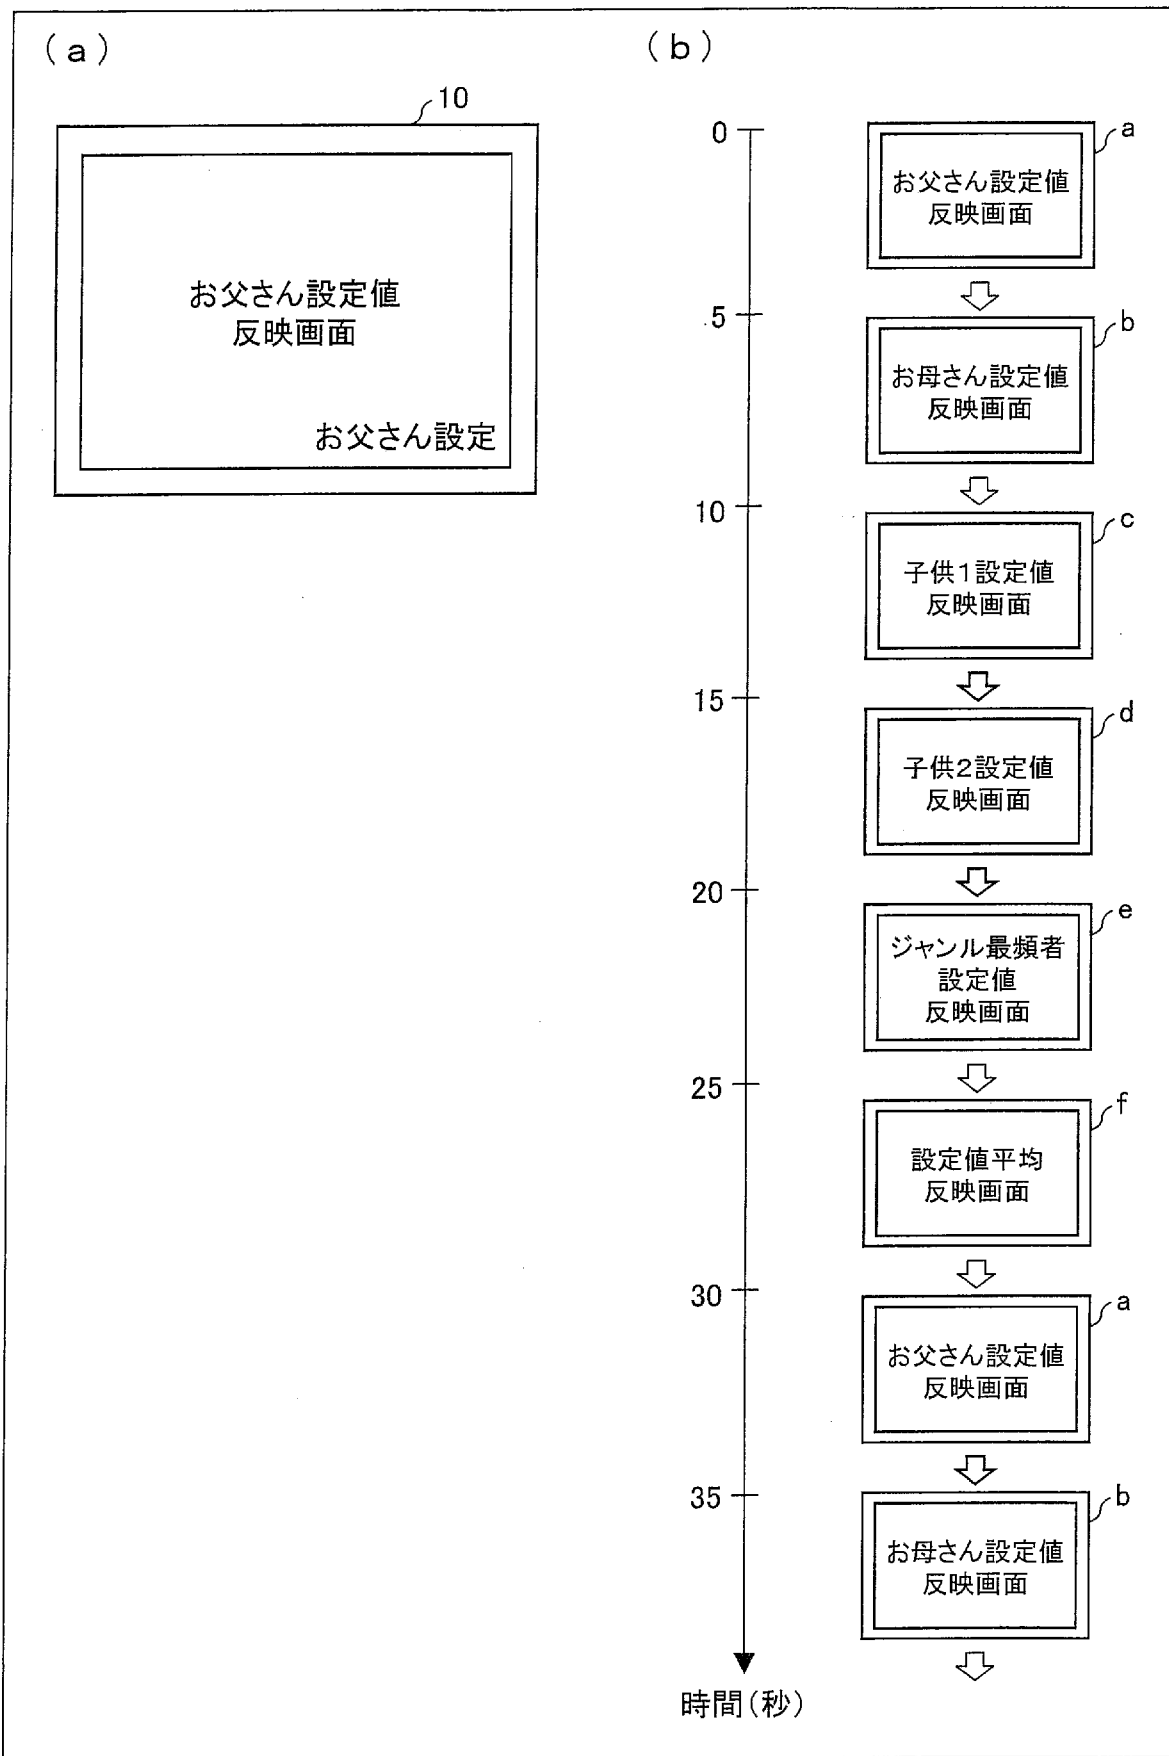 (a)
10
お父さん設定値
反映画面
お父さん設定
(b)
0
a
お父さん設定値
反映画面
5
b
お母さん設定値
反映画面
10
c
子供1設定値
反映画面
15
d
子供2設定値
反映画面
20
e
ジャンル最頻者
設定値
反映画面
25
f
設定値平均
反映画面
30
a
お父さん設定値
反映画面
35
b
お母さん設定値
反映画面
時間(秒)